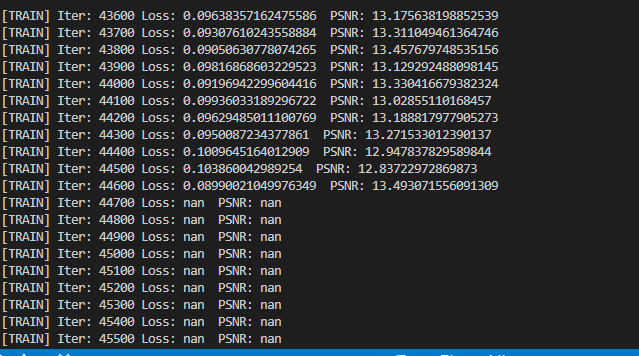 [TRAIN] Iter: 43600 Loss: 0.09638357162475586  PSNR: 13.175638198852539
[TRAIN] Iter: 43700 Loss: 0.09307610243558884  PSNR: 13.311049461364746
[TRAIN] Iter: 43800 Loss: 0.09050630778074265  PSNR: 13.457679748535156
[TRAIN] Iter: 43900 Loss: 0.09816868603229523  PSNR: 13.129292488098145
[TRAIN] Iter: 44000 Loss: 0.09196942299604416  PSNR: 13.330416679382324
[TRAIN] Iter: 44100 Loss: 0.09936033189296722  PSNR: 13.02855110168457
[TRAIN] Iter: 44200 Loss: 0.09629485011100769  PSNR: 13.188817977905273
[TRAIN] Iter: 44300 Loss: 0.0950087234377861  PSNR: 13.271533012390137
[TRAIN] Iter: 44400 Loss: 0.1009645164012909  PSNR: 12.947837829589844
[TRAIN] Iter: 44500 Loss: 0.103860042989254  PSNR: 12.83722972869873
[TRAIN] Iter: 44600 Loss: 0.08990021049976349  PSNR: 13.493071556091309
[TRAIN] Iter: 44700 Loss: nan  PSNR: nan
[TRAIN] Iter: 44800 Loss: nan  PSNR: nan
[TRAIN] Iter: 44900 Loss: nan  PSNR: nan
[TRAIN] Iter: 45000 Loss: nan  PSNR: nan
[TRAIN] Iter: 45100 Loss: nan  PSNR: nan
[TRAIN] Iter: 45200 Loss: nan  PSNR: nan
[TRAIN] Iter: 45300 Loss: nan  PSNR: nan
[TRAIN] Iter: 45400 Loss: nan  PSNR: nan
[TRAIN] Iter: 45500 Loss: nan  PSNR: nan